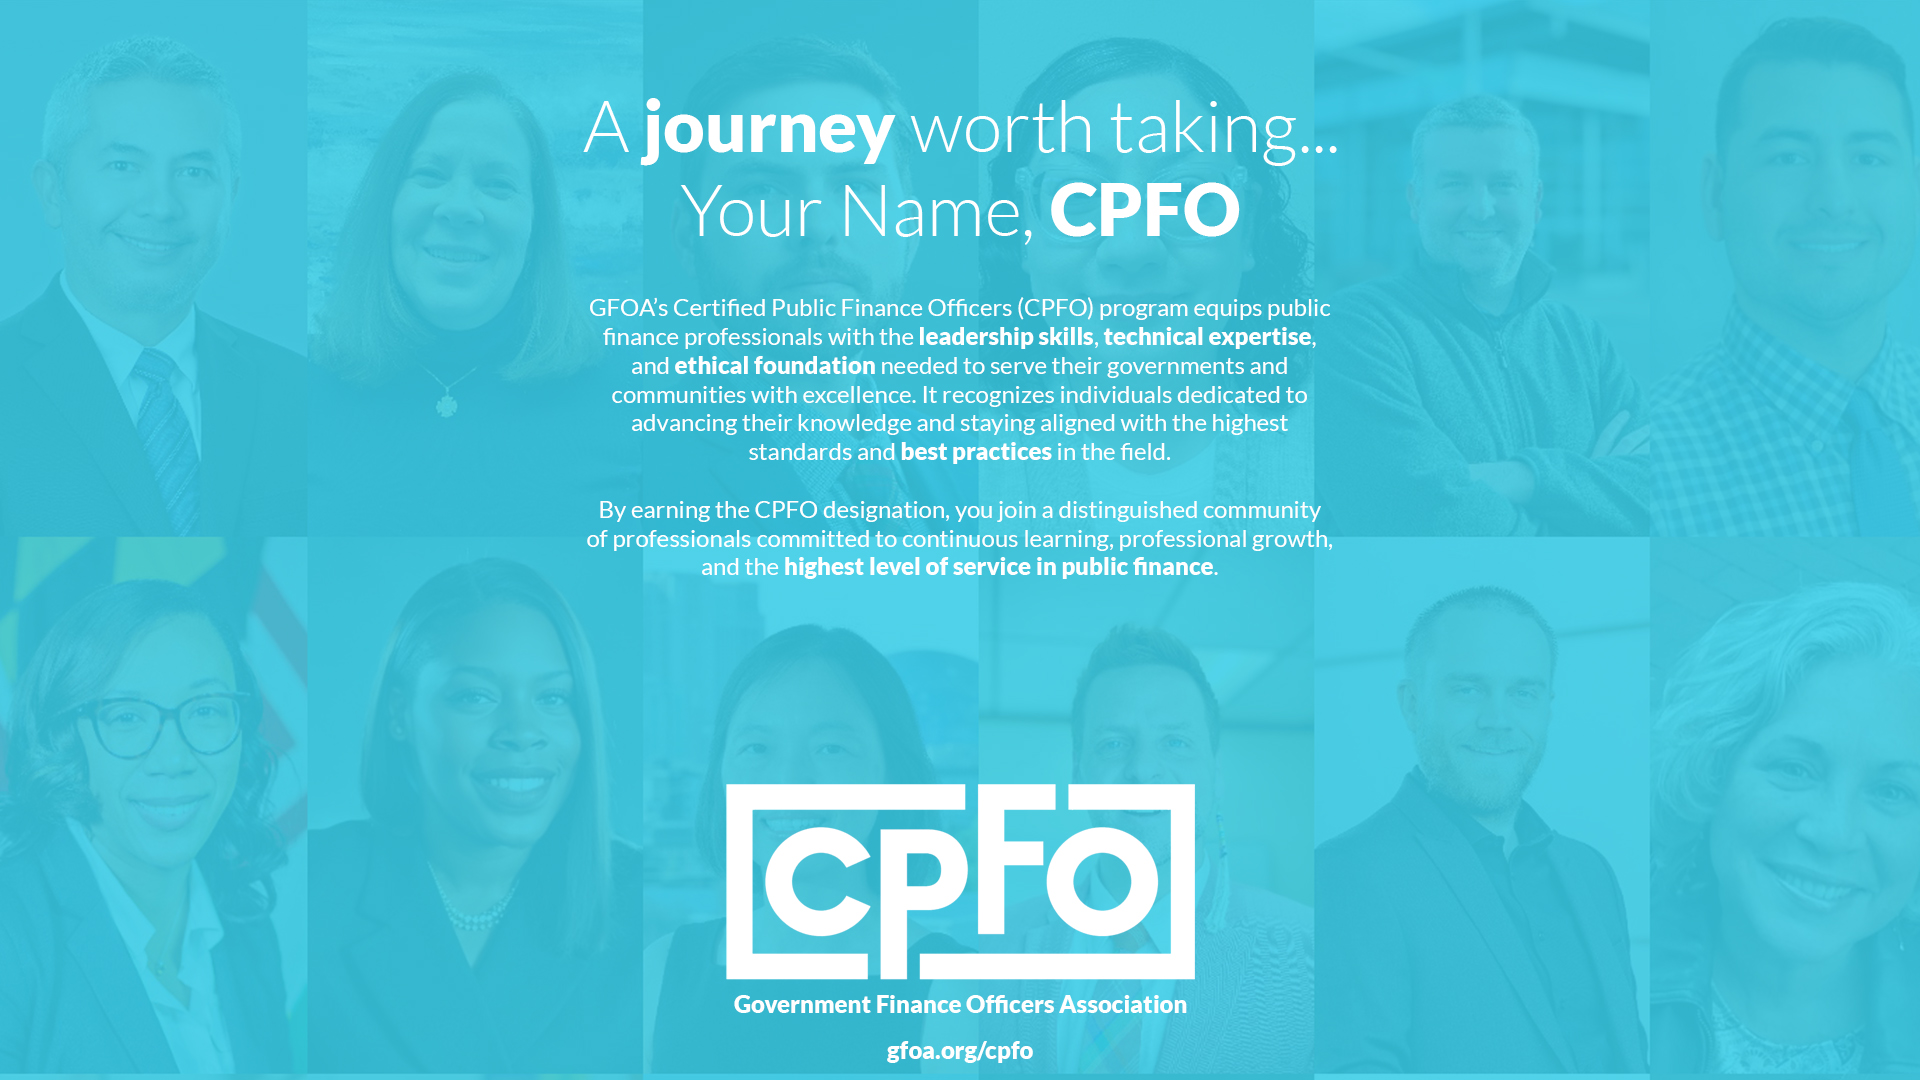 A journey worth taking...
Your Name, CPFO
GFOA’s Certified Public Finance Officers (CPFO) program equips public
finance professionals with the leadership skills, technical expertise,
and ethical foundation needed to serve their governments and
communities with excellence. It recognizes individuals dedicated to
advancing their knowledge and staying aligned with the highest
standards and best practices in the field.
By earning the CPFO designation, you join a distinguished community
of professionals committed to continuous learning, professional growth,
and the highest level of service in public finance.
CPFO
Government Finance Officers Association
gfoa.org/cpfo